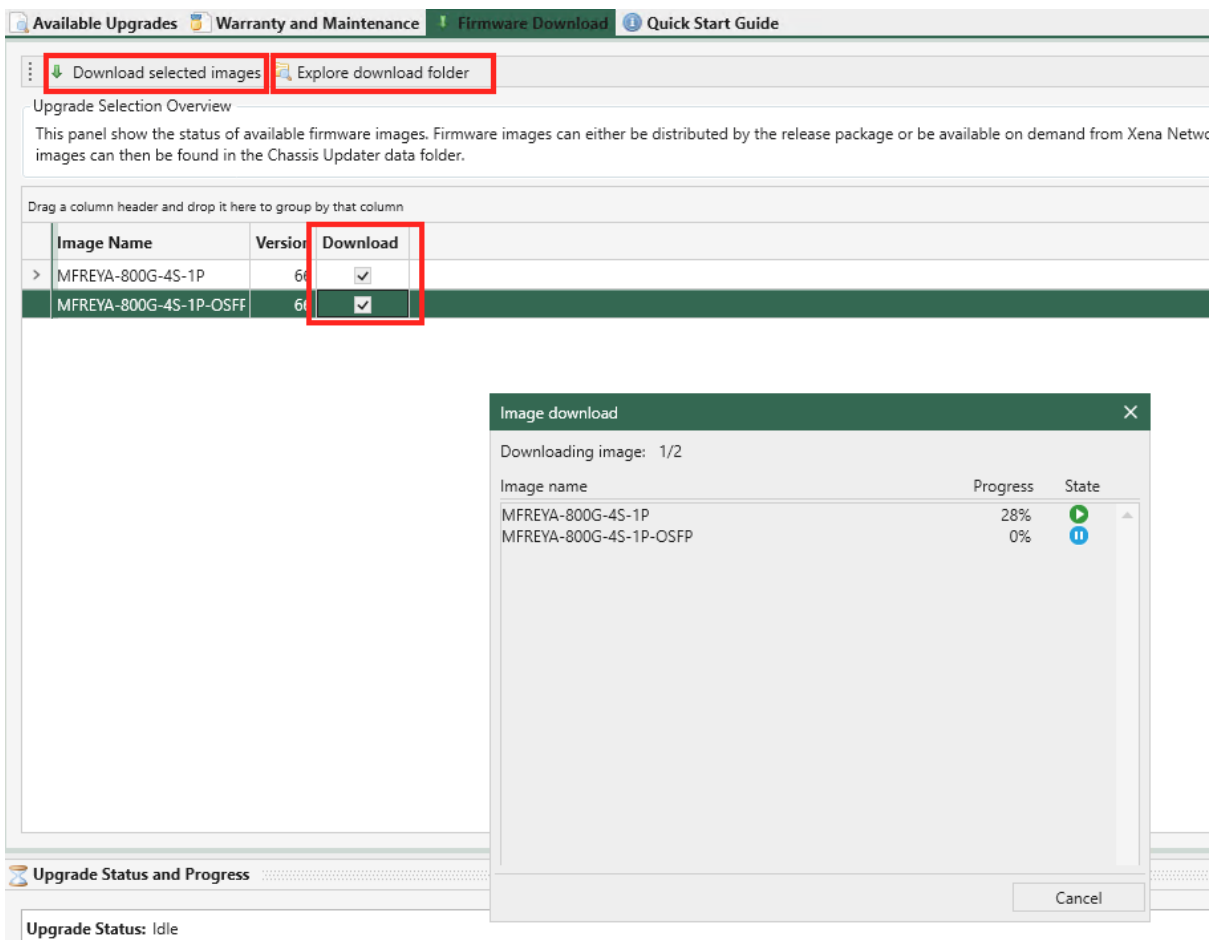 Available Upgrades Warranty and Maintenance Firmware Download Quick Start Guide
Download selected images Explore download folder
Upgrade Selection Overview
This panel show the status of available firmware images. Firmware images can either be distributed by the release package or be available on demand from Xena Netwo
images can then be found in the Chassis Updater data folder.
Drag a column header and drop it here to group by that column
Image Name Version Download
MFREYA-800G-4S-1P 66
MFREYA-800G-4S-1P-OSFP 66
Image download
Downloading image: 1/2
Image name Progress State
MFREYA-800G-4S-1P 28%
MFREYA-800G-4S-1P-OSFP 0%
Upgrade Status and Progress
Cancel
Upgrade Status: Idle